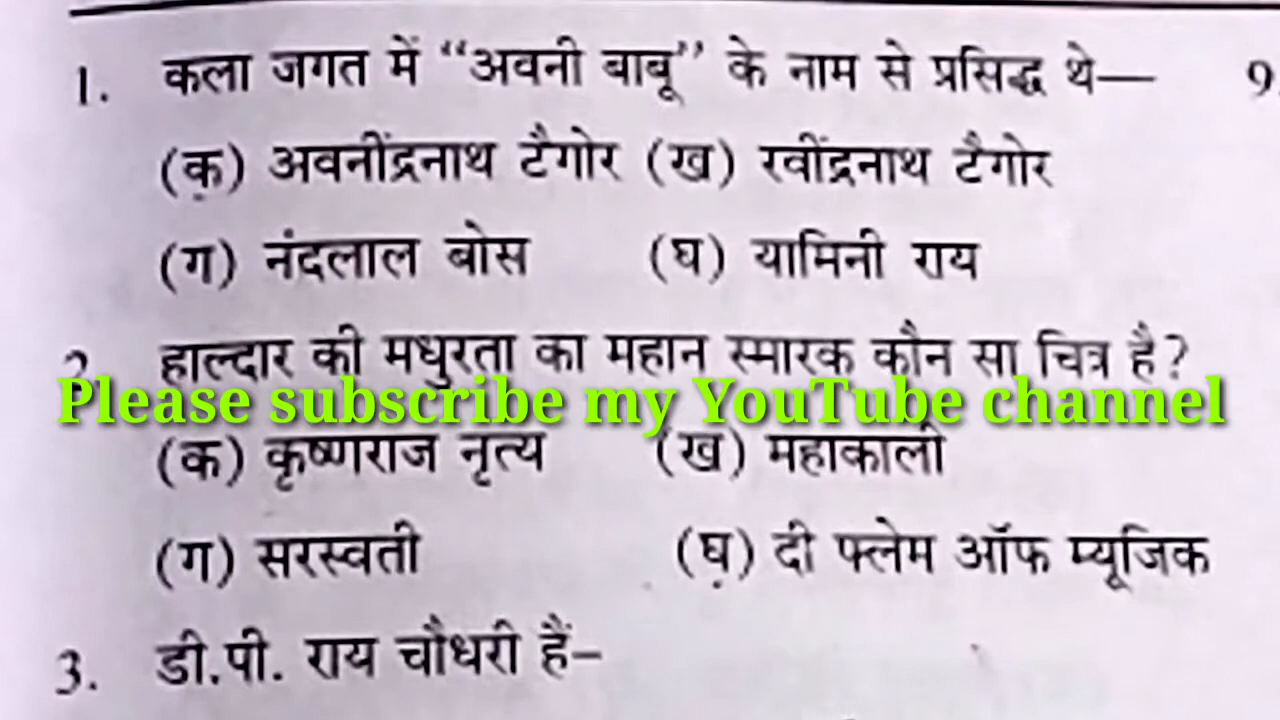 1. कला जगत में “अवनी बाबू” के नाम से प्रसिद्ध थे— 9.
(क) अवनींद्रनाथ टैगोर (ख) रवींद्रनाथ टैगोर
(ग) नंदलाल बोस (घ) यामिनी राय
2. हाल्दार की मधुरता का महान स्मारक कौन सा चित्र है?
Please subscribe my YouTube channel
(क) कृष्णराज नृत्य (ख) महाकाली
(ग) सरस्वती (घ) दी फ्लेम ऑफ म्यूजिक
3. डी.पी. राय चौधरी हैं–